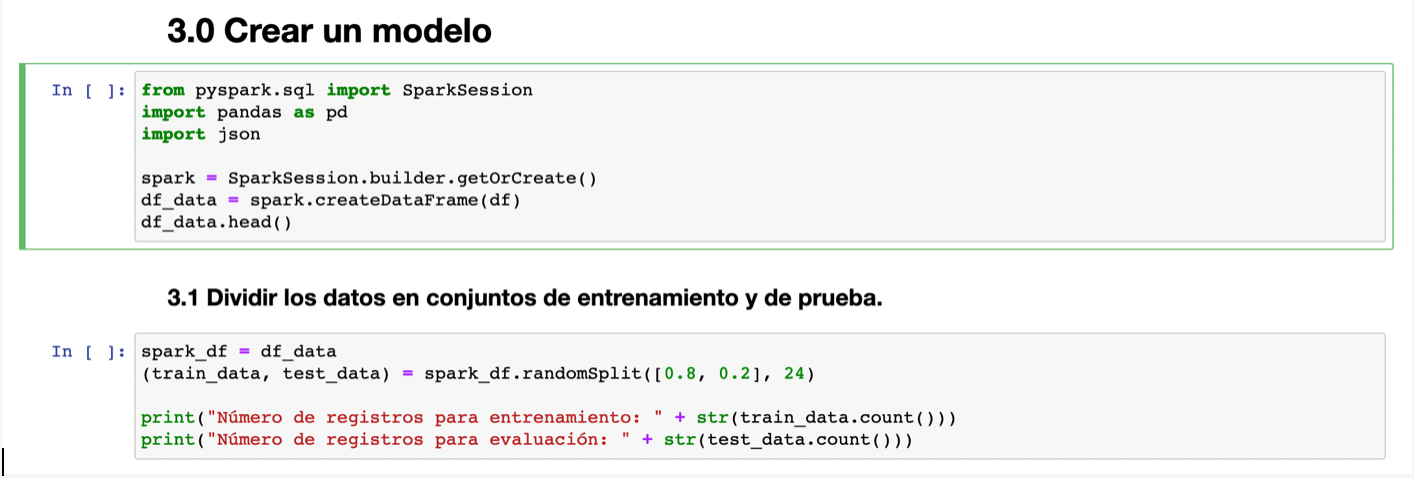 3.0 Crear un modelo
In [ ]: from pyspark.sql import SparkSession
import pandas as pd
import json
spark = SparkSession.builder.getOrCreate()
df_data = spark.createDataFrame(df)
df_data.head()
3.1 Dividir los datos en conjuntos de entrenamiento y de prueba.
In [ ]: spark_df = df_data
(train_data, test_data) = spark_df.randomSplit([0.8, 0.2], 24)
print("Número de registros para entrenamiento: " + str(train_data.count()))
print("Número de registros para evaluación: " + str(test_data.count()))